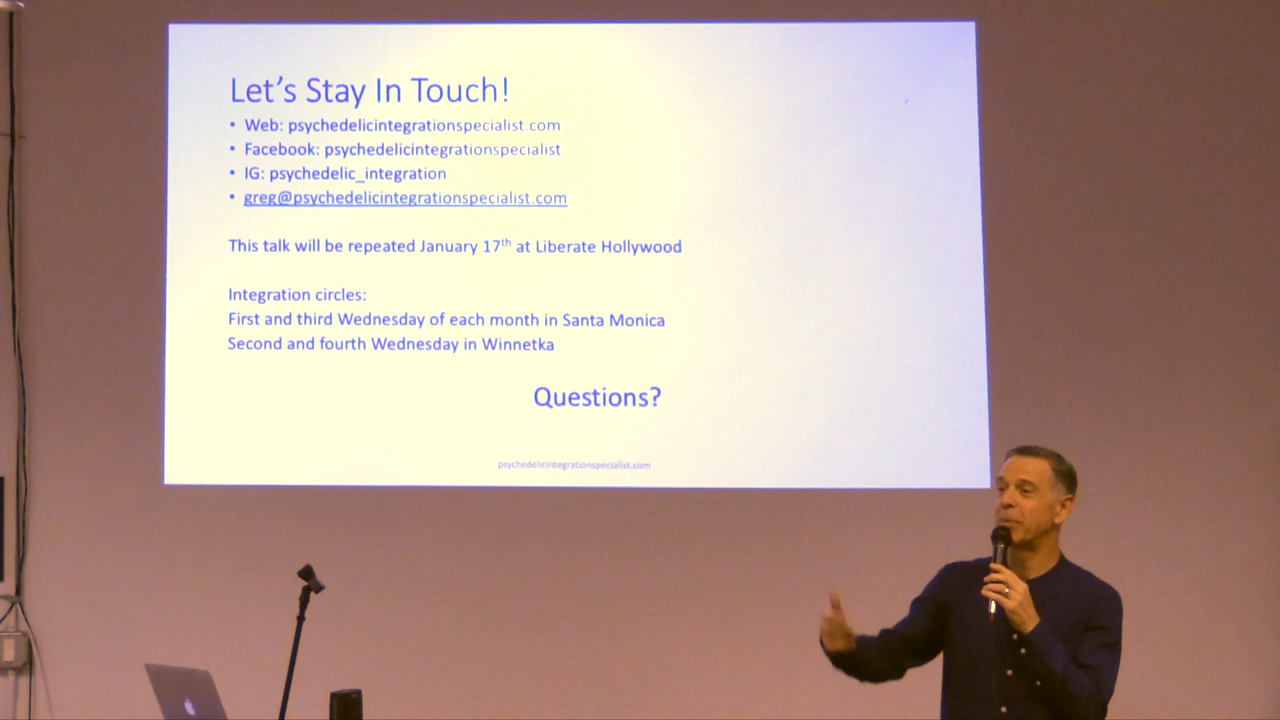 Let's Stay In Touch!
• Web: psychedelicintegrationspecialist.com
• Facebook: psychedelicintegrationspecialist
• IG: psychedelic_integration
• greg@psychedelicintegrationspecialist.com
This talk will be repeated January 17th at Liberate Hollywood
Integration circles:
First and third Wednesday of each month in Santa Monica
Second and fourth Wednesday in Winnetka
Questions?
psychedelicintegrationspecialist.com